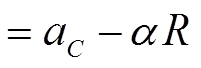 = a_C − αR